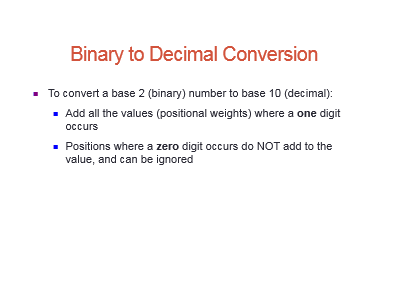 Binary to Decimal Conversion
To convert a base 2 (binary) number to base 10 (decimal):
Add all the values (positional weights) where a one digit
occurs
Positions where a zero digit occurs do NOT add to the
value, and can be ignored